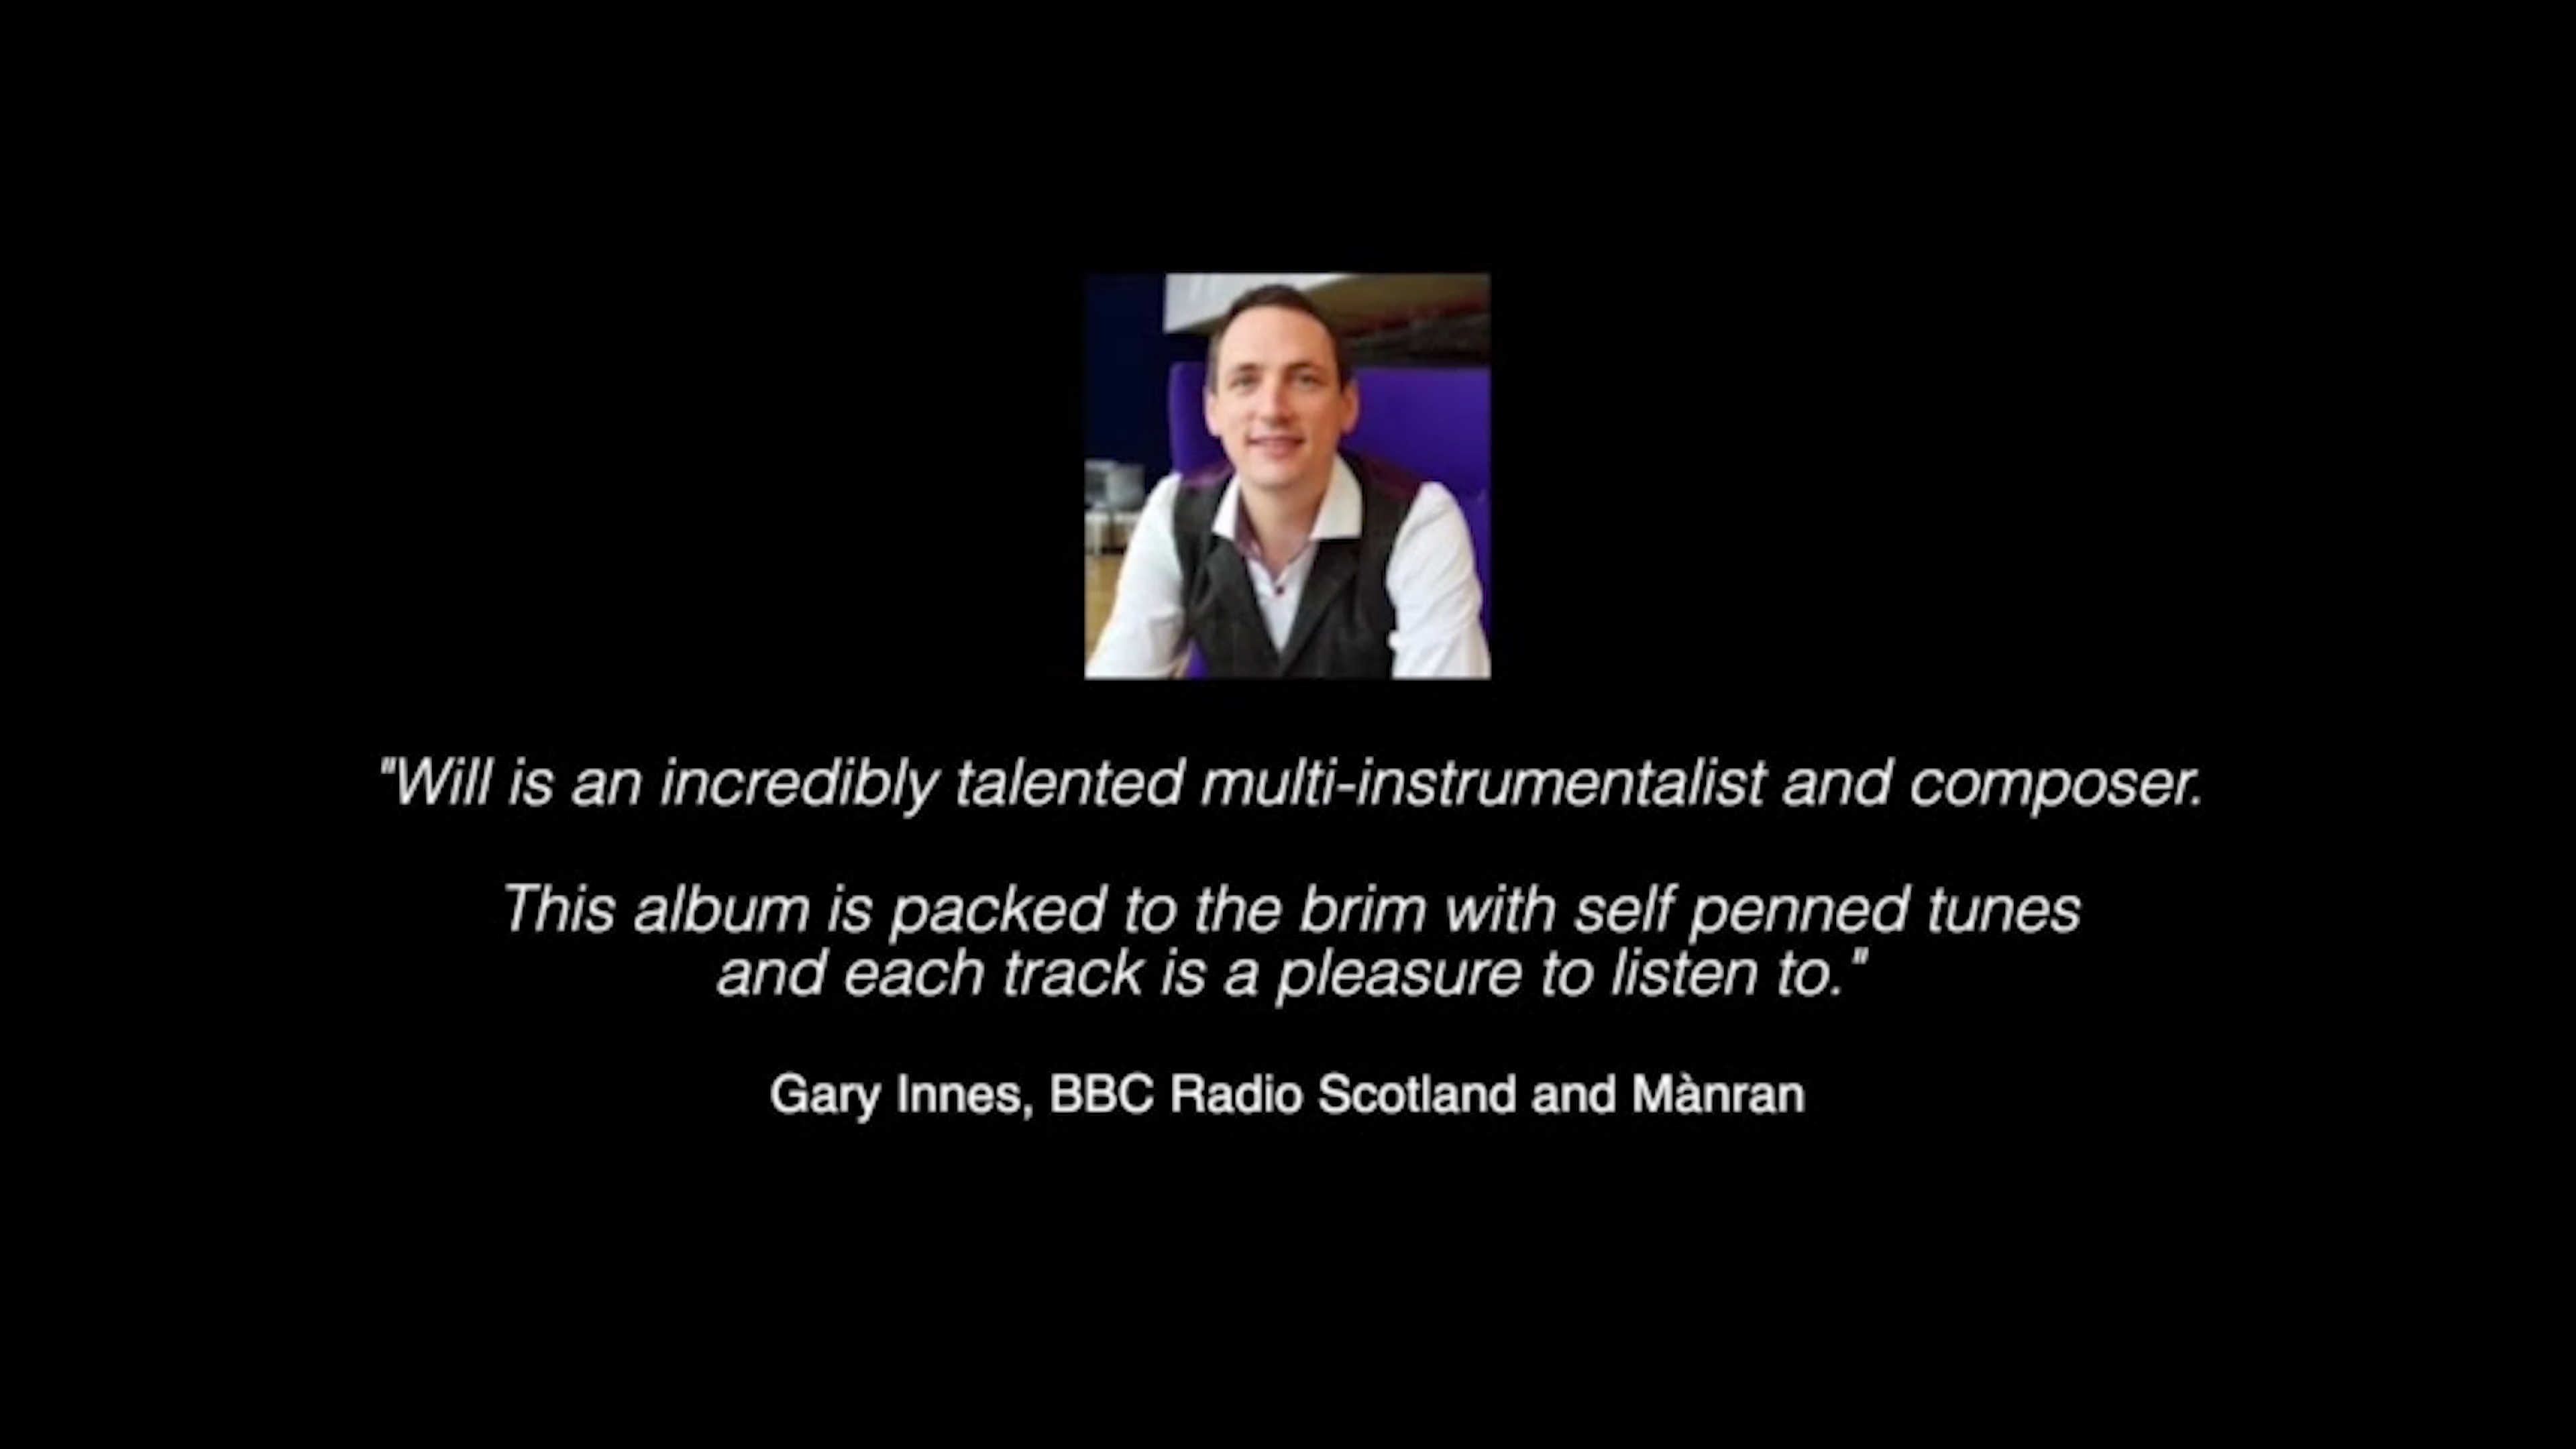 "Will is an incredibly talented multi-instrumentalist and composer.
This album is packed to the brim with self penned tunes
and each track is a pleasure to listen to."
Gary Innes, BBC Radio Scotland and Mànran